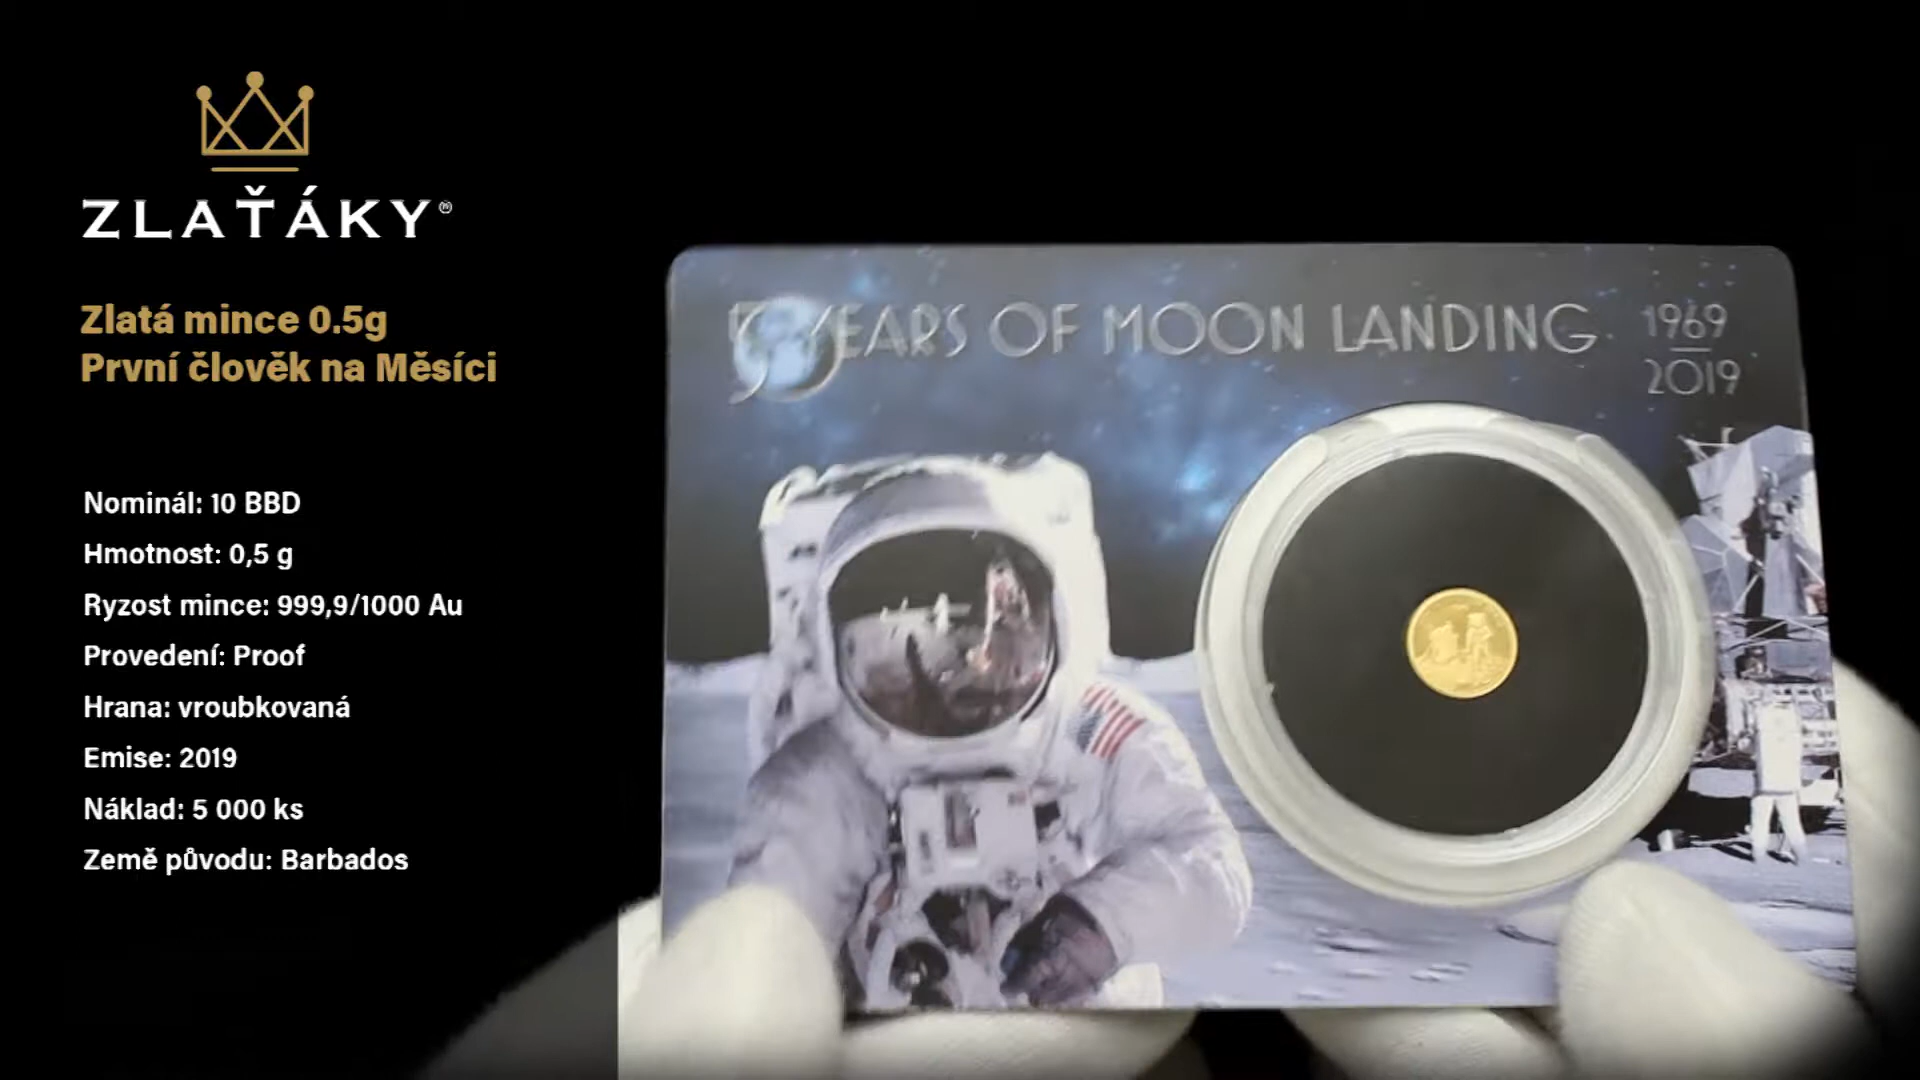 ZLAŤÁKY®
Zlatá mince 0.5g
První člověk na Měsíci
Nominál: 10 BBD
Hmotnost: 0,5 g
Ryzost mince: 999,9/1000 Au
Provedení: Proof
Hrana: vroubkovaná
Emise: 2019
Náklad: 5 000 ks
Země původu: Barbados
50 YEARS OF MOON LANDING
1969
2019